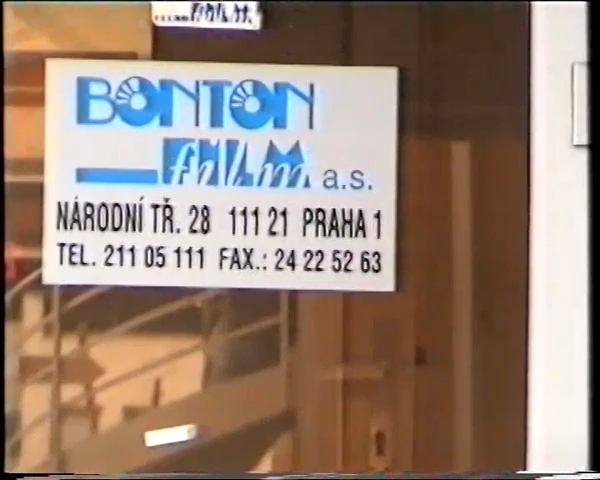 BONTON
film a.s.
NÁRODNÍ TŘ. 28 111 21 PRAHA 1
TEL. 211 05 111 FAX.: 24 22 52 63